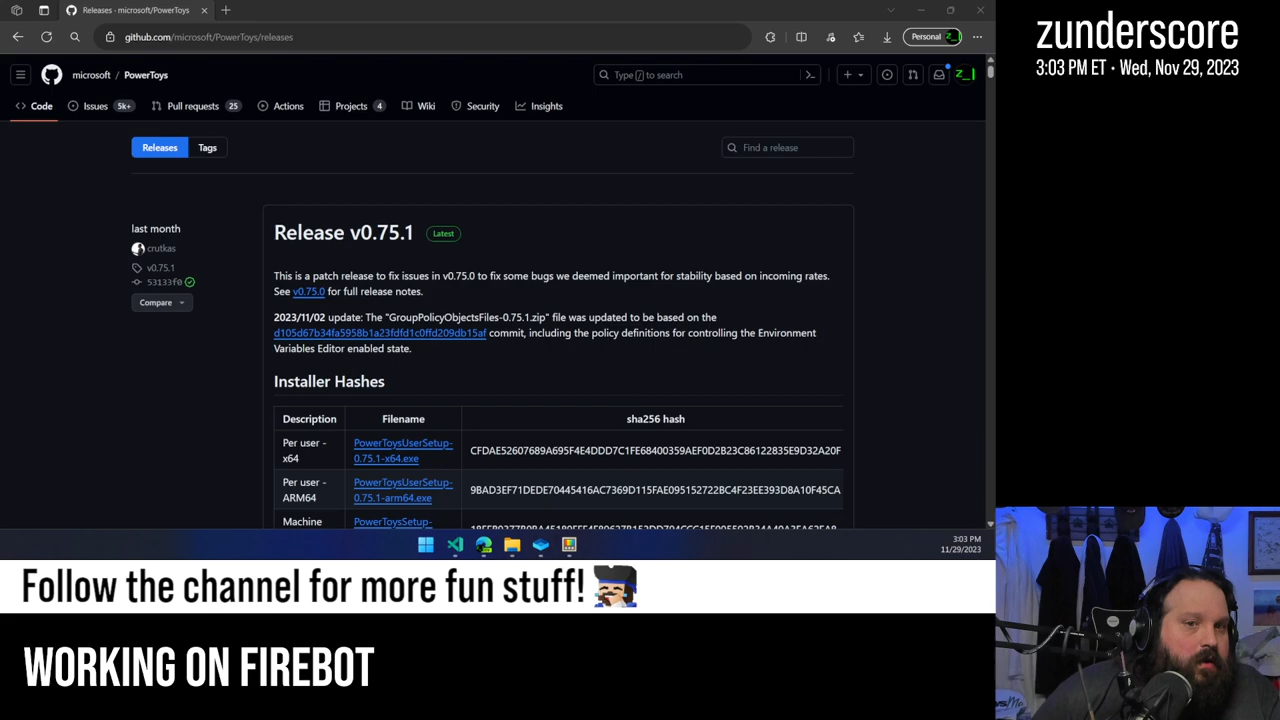 Releases · microsoft/PowerToys
github.com/microsoft/PowerToys/releases
Personal
microsoft / PowerToys
Type / to search
Code
Issues 5k+
Pull requests 25
Actions
Projects 4
Wiki
Security
Insights
Releases
Tags
Find a release
last month
crutkas
v0.75.1
53133f0
Compare
Release v0.75.1 Latest
This is a patch release to fix issues in v0.75.0 to fix some bugs we deemed important for stability based on incoming rates.
See v0.75.0 for full release notes.
2023/11/02 update: The "GroupPolicyObjectsFiles-0.75.1.zip" file was updated to be based on the
d105d67b34fa5958b1a23fdfd1c0ffd209db15af commit, including the policy definitions for controlling the Environment
Variables Editor enabled state.
Installer Hashes
Description Filename sha256 hash
Per user - PowerToysUserSetup-
x64 0.75.1-x64.exe CFDAE52607689A695F4E4DDD7C1FE68400359AEF0D2B23C86122835E9D32A20F
Per user - PowerToysUserSetup-
ARM64 0.75.1-arm64.exe 9BAD3EF71DEDE70445416AC7369D115FAE095152722BC4F23EE393D8A10F45CA
Machine PowerToysSetup-
3:03 PM
11/29/2023
zunderscore
3:03 PM ET · Wed, Nov 29, 2023
Follow the channel for more fun stuff!
WORKING ON FIREBOT